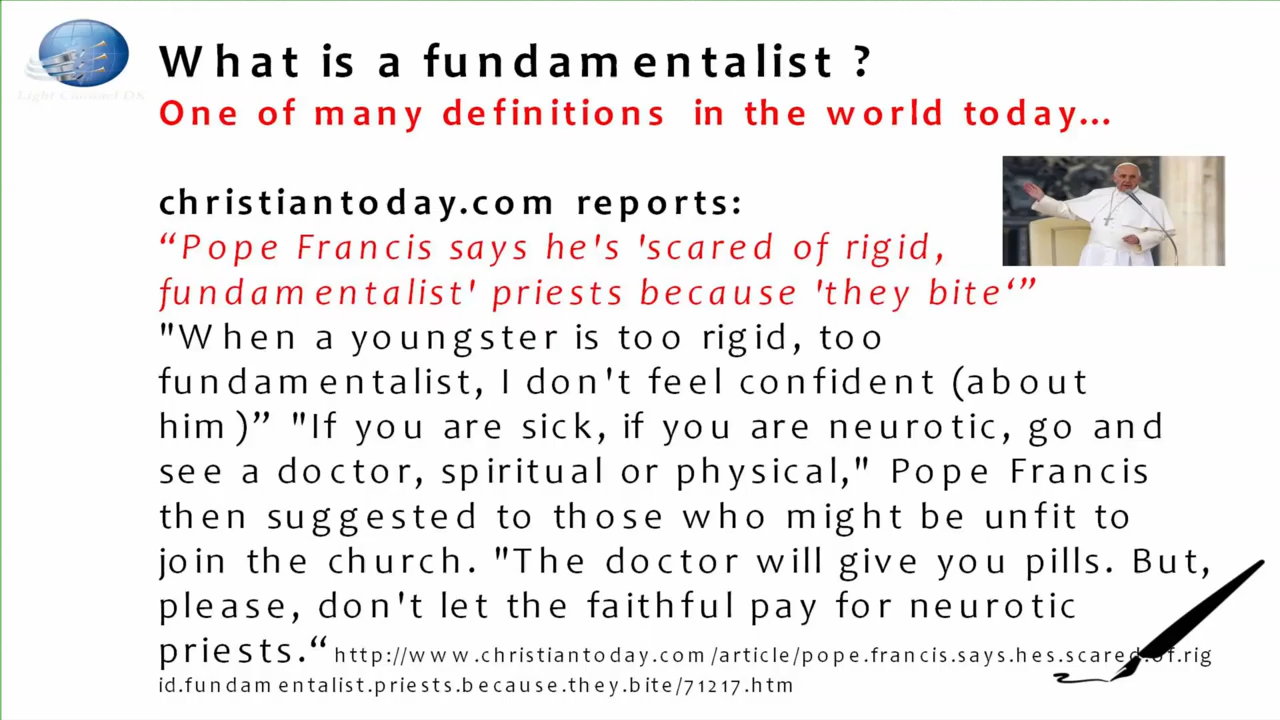 Light Channel DK
What is a fundamentalist ?
One of many definitions in the world today...
christiantoday.com reports:
“Pope Francis says he's 'scared of rigid,
fundamentalist' priests because 'they bite‘”
"When a youngster is too rigid, too
fundamentalist, I don't feel confident (about
him)” "If you are sick, if you are neurotic, go and
see a doctor, spiritual or physical," Pope Francis
then suggested to those who might be unfit to
join the church. "The doctor will give you pills. But,
please, don't let the faithful pay for neurotic
priests.“ http://www.christiantoday.com/article/pope.francis.says.hes.scared.of.rig
id.fundamentalist.priests.because.they.bite/71217.htm